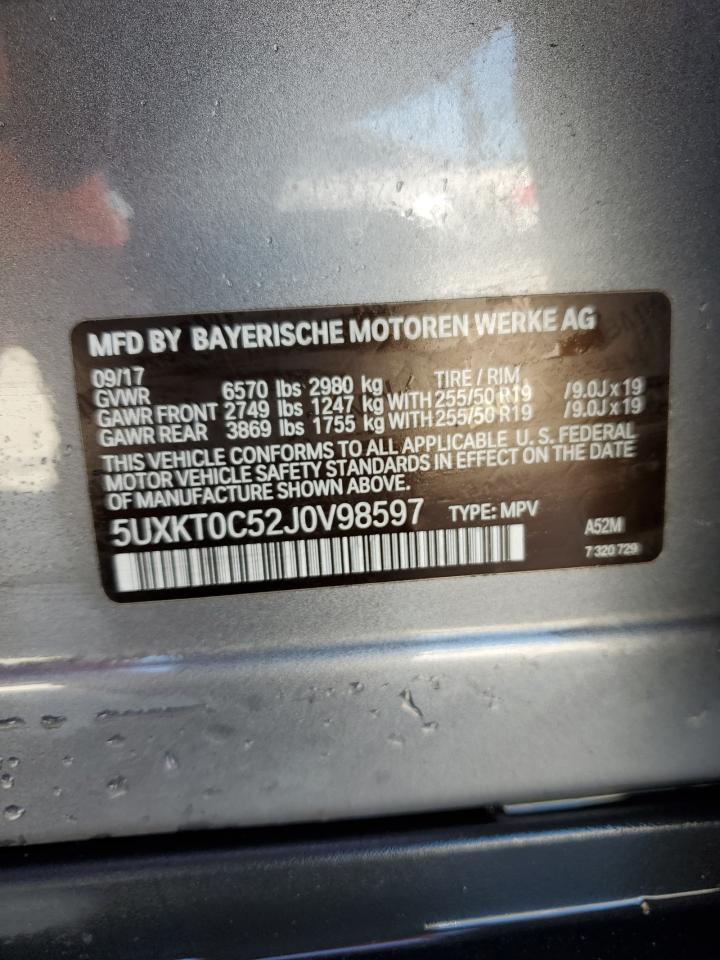 MFD BY BAYERISCHE MOTOREN WERKE AG
09/17 TIRE / RIM
GVWR 6570 lbs 2980 kg
GAWR FRONT 2749 lbs 1247 kg WITH 255/50 R19 /9.0J x 19
GAWR REAR 3869 lbs 1755 kg WITH 255/50 R19 /9.0J x 19
THIS VEHICLE CONFORMS TO ALL APPLICABLE U. S. FEDERAL
MOTOR VEHICLE SAFETY STANDARDS IN EFFECT ON THE DATE
OF MANUFACTURE SHOWN ABOVE.
5UXKT0C52J0V98597 TYPE: MPV A52M
7 320 729